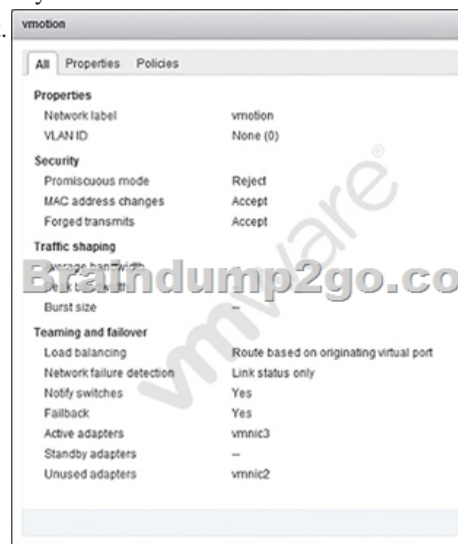 vmotion
All Properties Policies
Properties
Network label vmotion
VLAN ID None (0)
Security
Promiscuous mode Reject
MAC address changes Accept
Forged transmits Accept
Traffic shaping
Average bandwidth
Braindump2go.co
Burst size --
Teaming and failover
Load balancing Route based on originating virtual port
Network failure detection Link status only
Notify switches Yes
Failback Yes
Active adapters vmnic3
Standby adapters --
Unused adapters vmnic2
vmware